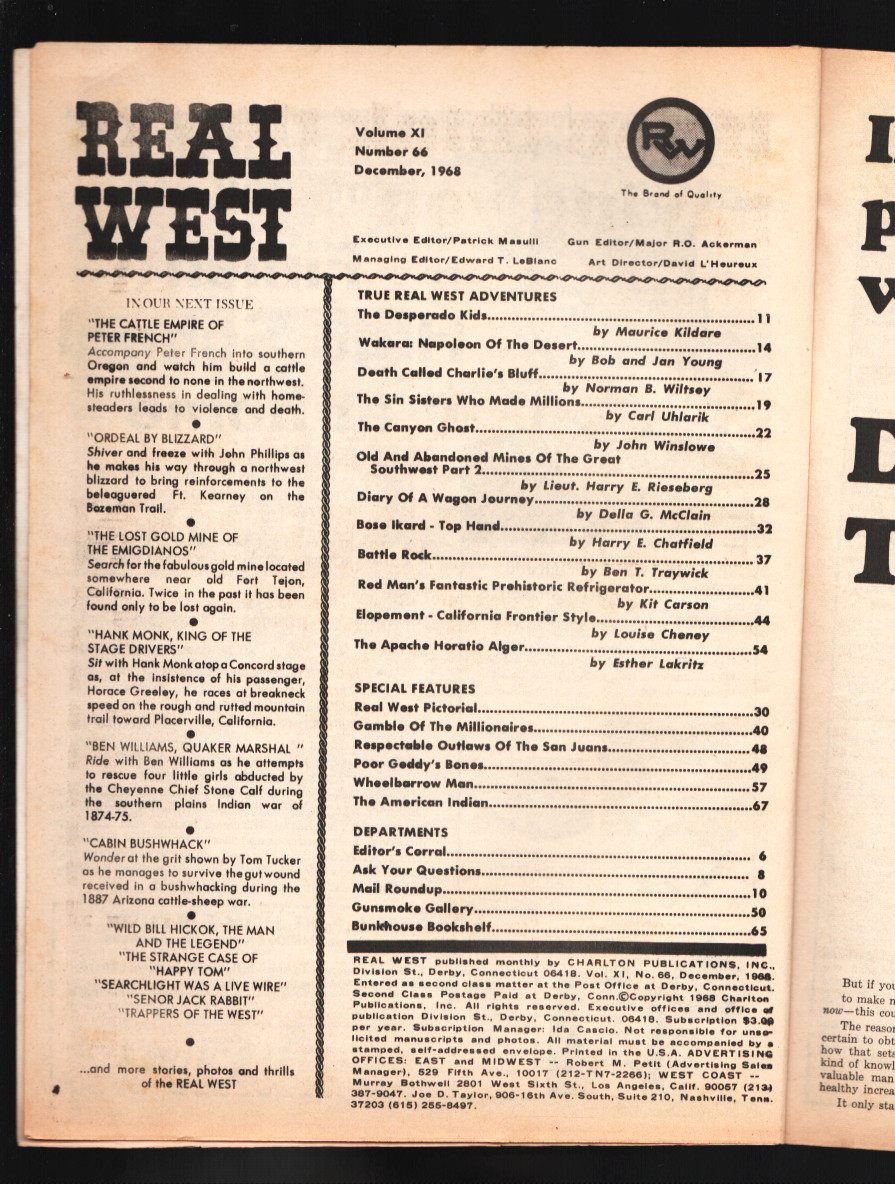 REAL
WEST
Volume XI
Number 66
December, 1968
RW
The Brand of Quality
Executive Editor/Patrick Masulli
Gun Editor/Major R.O. Ackerman
Managing Editor/Edward T. LeBlanc
Art Director/David L'Heureux
IN OUR NEXT ISSUE
"THE CATTLE EMPIRE OF
PETER FRENCH"
Accompany Peter French into southern
Oregon and watch him build a cattle
empire second to none in the northwest.
His ruthlessness in dealing with home-
steaders leads to violence and death.
"ORDEAL BY BLIZZARD"
Shiver and freeze with John Phillips as
he makes his way through a northwest
blizzard to bring reinforcements to the
beleaguered Ft. Kearney on the
Bozeman Trail.
"THE LOST GOLD MINE OF
THE EMIGDIANOS"
Search for the fabulous gold mine located
somewhere near old Fort Tejon,
California. Twice in the past it has been
found only to be lost again.
"HANK MONK, KING OF THE
STAGE DRIVERS"
Sit with Hank Monk atop a Concord stage
as, at the insistence of his passenger,
Horace Greeley, he races at breakneck
speed on the rough and rutted mountain
trail toward Placerville, California.
"BEN WILLIAMS, QUAKER MARSHAL "
Ride with Ben Williams as he attempts
to rescue four little girls abducted by
the Cheyenne Chief Stone Calf during
the southern plains Indian war of
1874-75.
"CABIN BUSHWHACK"
Wonder at the grit shown by Tom Tucker
as he manages to survive the gut wound
received in a bushwhacking during the
1887 Arizona cattle-sheep war.
"WILD BILL HICKOK, THE MAN
AND THE LEGEND"
"THE STRANGE CASE OF
"HAPPY TOM"
"SEARCHLIGHT WAS A LIVE WIRE"
"SENOR JACK RABBIT"
"TRAPPERS OF THE WEST"
...and more stories, photos and thrills
of the REAL WEST
TRUE REAL WEST ADVENTURES
The Desperado Kids...11
by Maurice Kildare
Wakara: Napoleon Of The Desert...14
by Bob and Jan Young
Death Called Charlie's Bluff...17
by Norman B. Wiltsey
The Sin Sisters Who Made Millions...19
by Carl Uhlarik
The Canyon Ghost...22
by John Winslowe
Old And Abandoned Mines Of The Great
Southwest Part 2...25
by Lieut. Harry E. Rieseberg
Diary Of A Wagon Journey...28
by Della G. McClain
Bose Ikard - Top Hand...32
by Harry E. Chatfield
Battle Rock...37
by Ben T. Traywick
Red Man's Fantastic Prehistoric Refrigerator...41
by Kit Carson
Elopement - California Frontier Style...44
by Louise Cheney
The Apache Horatio Alger...54
by Esther Lakritz
SPECIAL FEATURES
Real West Pictorial...30
Gamble Of The Millionaires...40
Respectable Outlaws Of The San Juans...48
Poor Geddy's Bones...49
Wheelbarrow Man...57
The American Indian...67
DEPARTMENTS
Editor's Corral...6
Ask Your Questions...8
Mail Roundup...10
Gunsmoke Gallery...50
Bunkhouse Bookshelf...65
REAL WEST published monthly by CHARLTON PUBLICATIONS, INC.,
Division St., Derby, Connecticut 06418. Vol. XI, No. 66, December, 1968.
Entered as second class matter at the Post Office at Derby, Connecticut.
Second Class Postage Paid at Derby, Conn.©Copyright 1968 Charlton
Publications, Inc. All rights reserved. Executive offices and office of
publication Division St., Derby, Connecticut. 06418. Subscription $3.00
per year. Subscription Manager: Ida Cascio. Not responsible for unso-
licited manuscripts and photos. All material must be accompanied by a
stamped, self-addressed envelope. Printed in the U.S.A. ADVERTISING
OFFICES: EAST and MIDWEST -- Robert M. Petit (Advertising Sales
Manager), 529 Fifth Ave., 10017 (212-TN7-2266); WEST COAST --
Murray Bothwell 2801 West Sixth St., Los Angeles, Calif. 90057 (213)
387-9047. Joe D. Taylor, 906-16th Ave. South, Suite 210, Nashville, Tenn.
37203 (615) 255-8497.
I
P
D
T
But if you
to make
now—this
The reason
certain to
how that
kind of
valuable man
healthy
It only